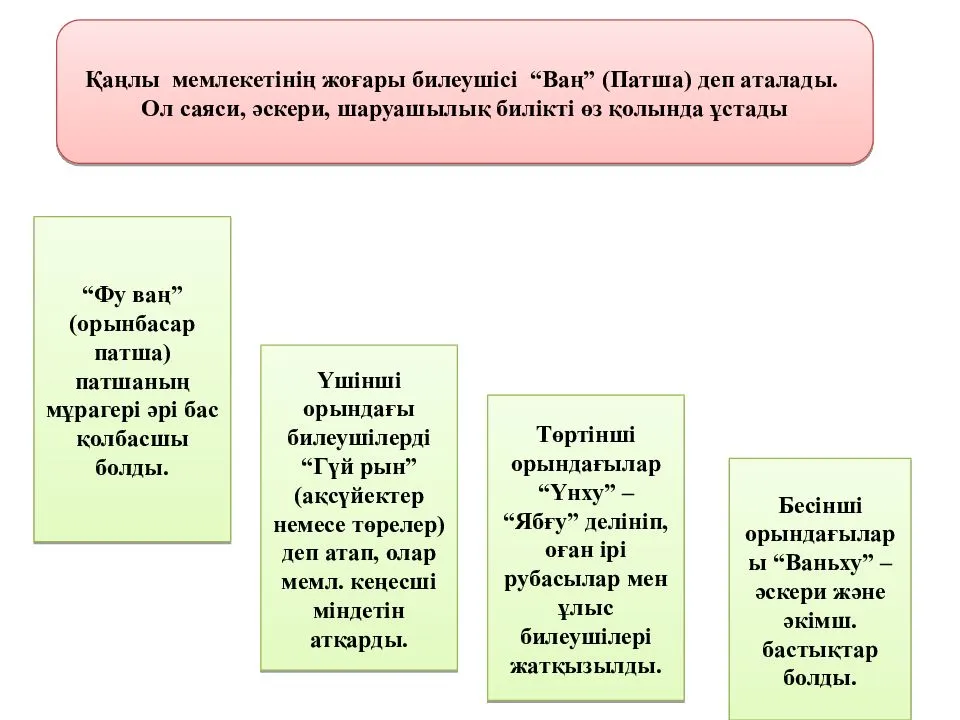 Қаңлы мемлекетінің жоғары билеушісі “Ваң” (Патша) деп аталады.
Ол саяси, әскери, шаруашылық билікті өз қолында ұстады
“Фу ваң”
(орынбасар
патша)
патшаның
мұрагері әрі бас
қолбасшы
болды.
Үшінші
орындағы
билеушілерді
“Гүй рын”
(ақсүйектер
немесе төрелер)
деп атап, олар
мемл. кеңесші
міндетін
атқарды.
Төртінші
орындағылар
“Үнху” –
“Ябғу” делініп,
оған ірі
рубасылар мен
ұлыс
билеушілері
жатқызылды.
Бесінші
орындағылар
ы “Ваньху” –
әскери және
әкімш.
бастықтар
болды.